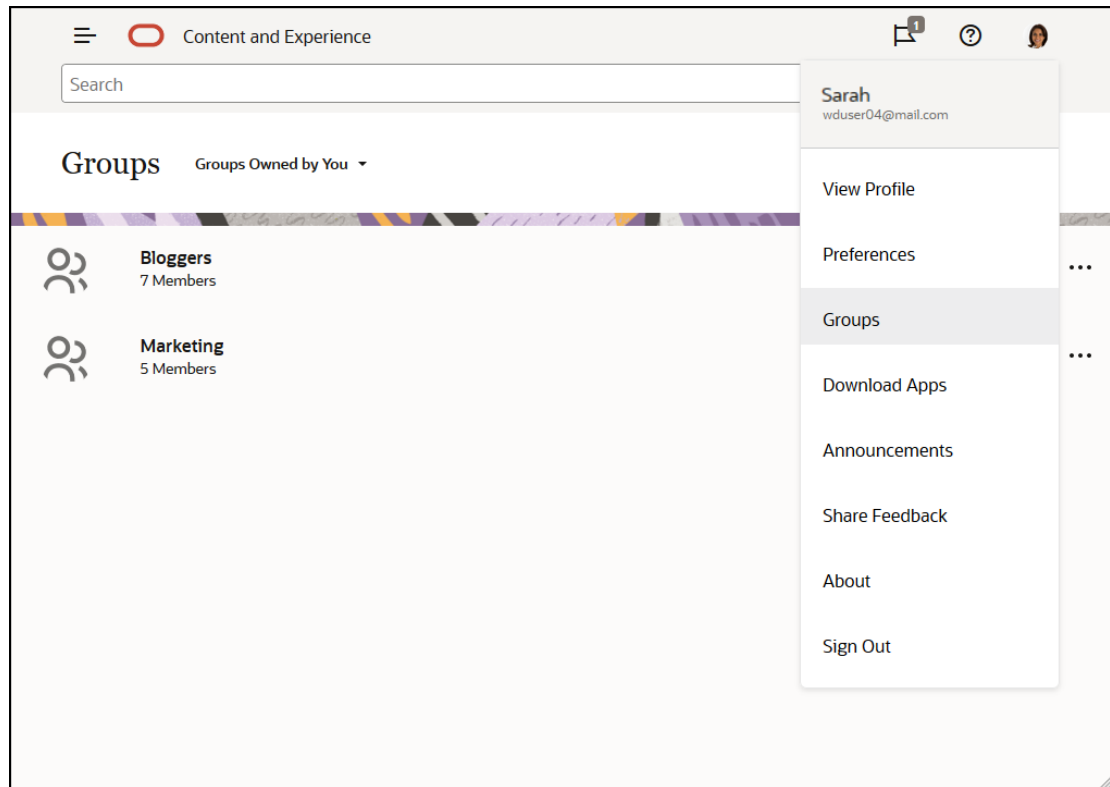 Content and Experience
1
Search
Sarah
wduser04@mail.com
Groups
Groups Owned by You
View Profile
Preferences
Groups
Download Apps
Announcements
Share Feedback
About
Sign Out
Bloggers
7 Members
Marketing
5 Members